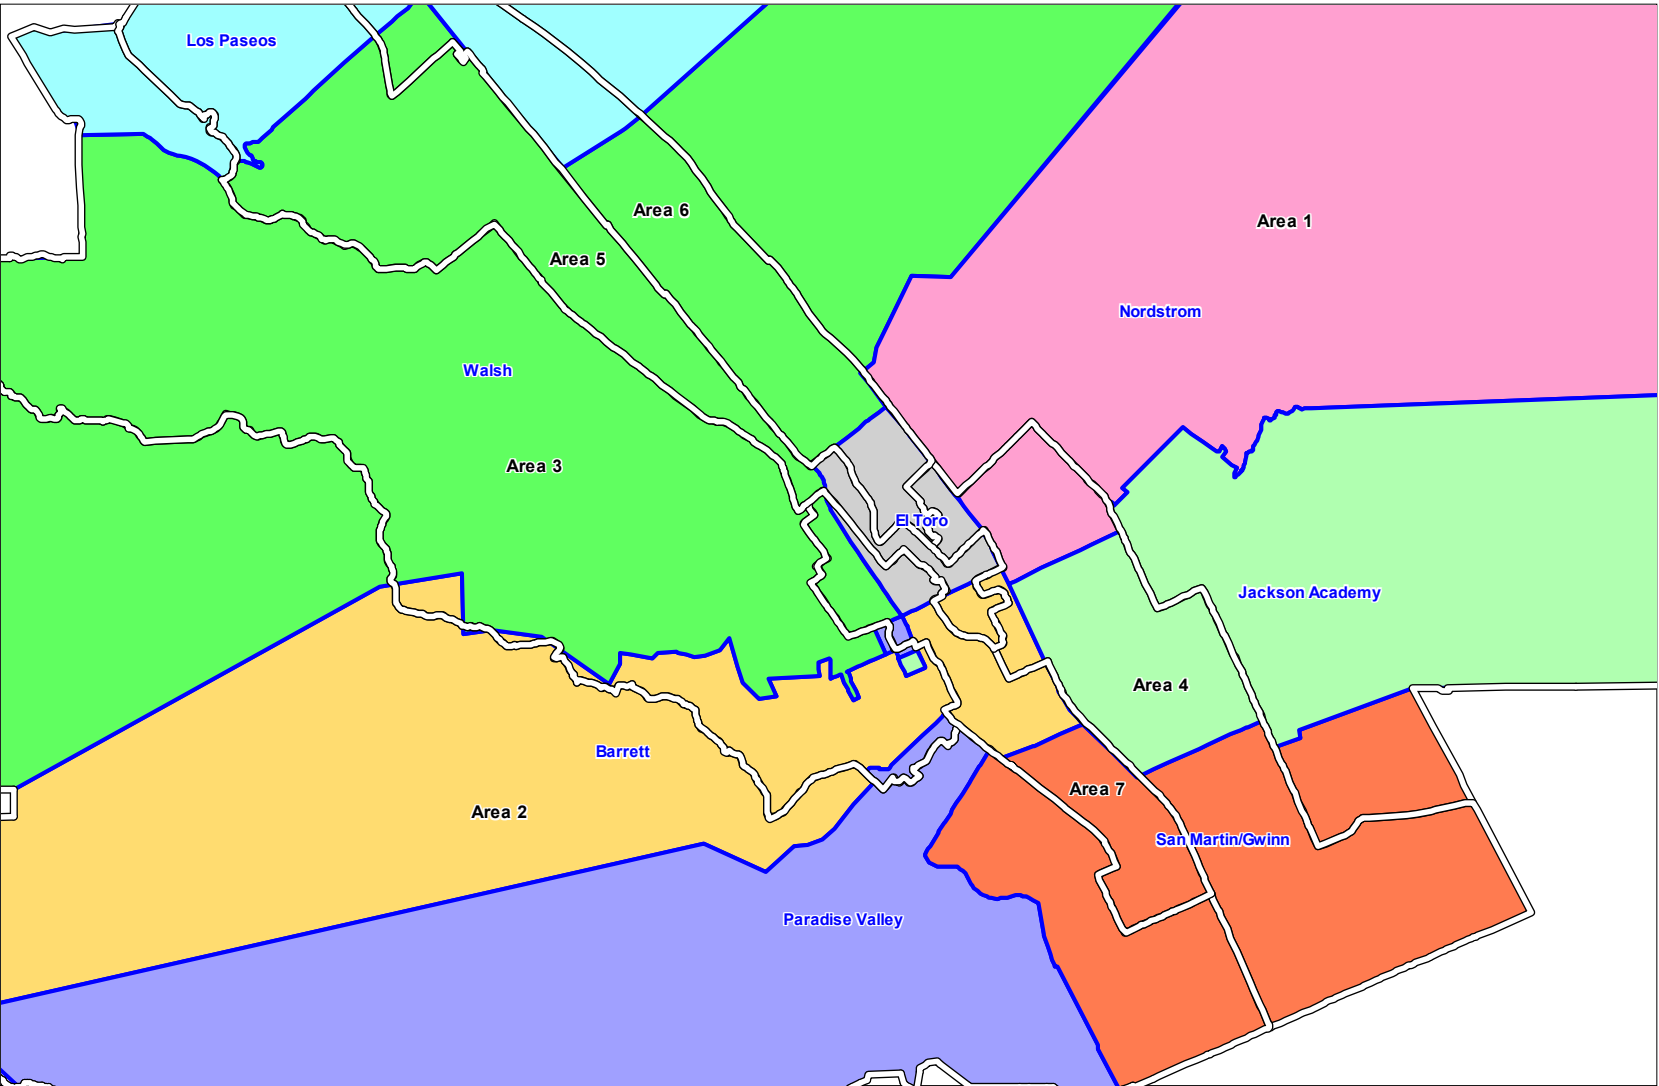 Los Paseos
Area 6
Area 1
Area 5
Nordstrom
Walsh
Area 3
El Toro
Jackson Academy
Area 4
Barrett
Area 7
Area 2
San Martin/Gwinn
Paradise Valley